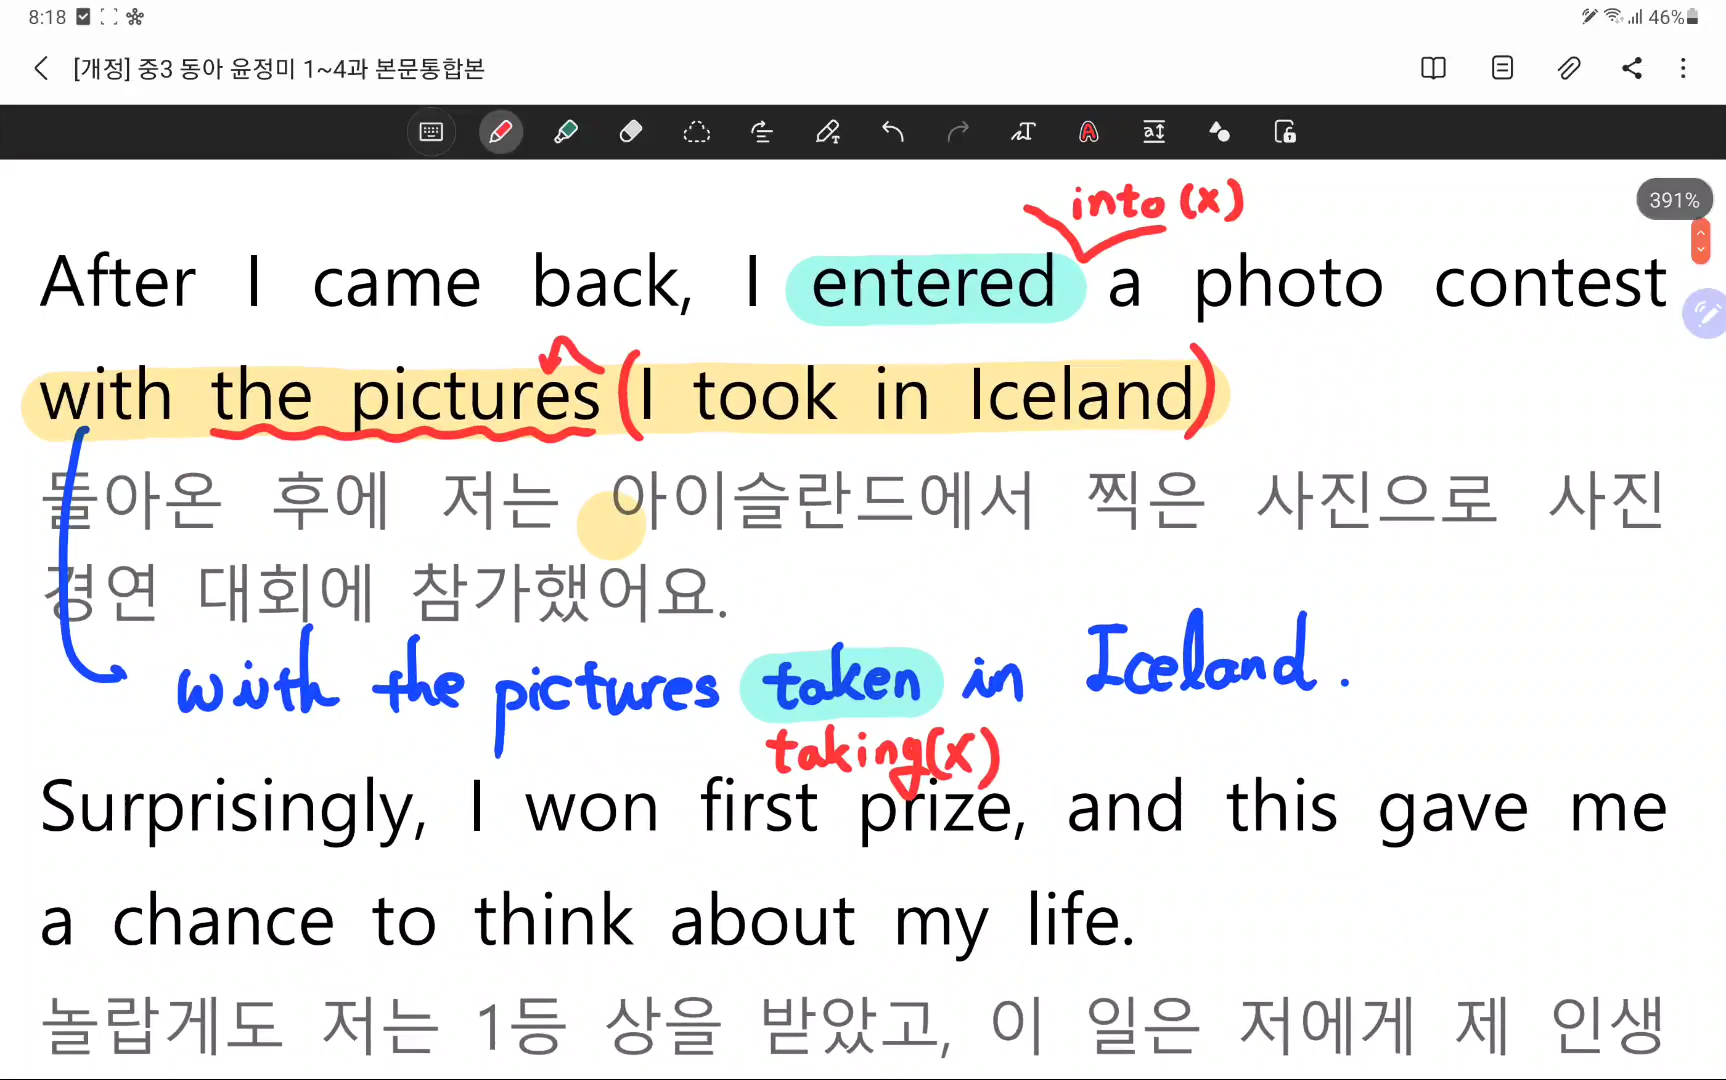 8:18
46%
[개정] 중3 동아 윤정미 1~4과 본문통합본
391%
into (x)
After I came back, I entered a photo contest
with the pictures (I took in Iceland)
돌아온 후에 저는 아이슬란드에서 찍은 사진으로 사진
경연 대회에 참가했어요.
with the pictures taken in Iceland.
taking(x)
Surprisingly, I won first prize, and this gave me
a chance to think about my life.
놀랍게도 저는 1등 상을 받았고, 이 일은 저에게 제 인생